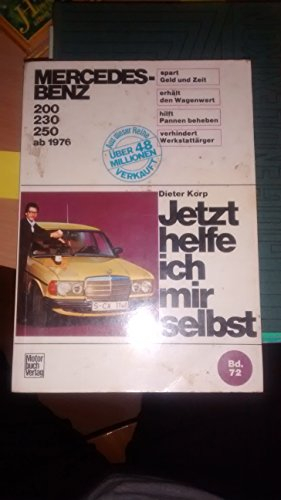 MERCEDES-
BENZ
200
230
250
ab 1976
spart
Geld und Zeit
erhält
den Wagenwert
hilft
Pannen beheben
verhindert
Werkstattärger
Aus dieser Reihe
ÜBER 4,8
MILLIONEN
VERKAUFT
Dieter Korp
Jetzt
helfe
ich
mir
selbst
Motor
buch
Verlag
Bd.
72